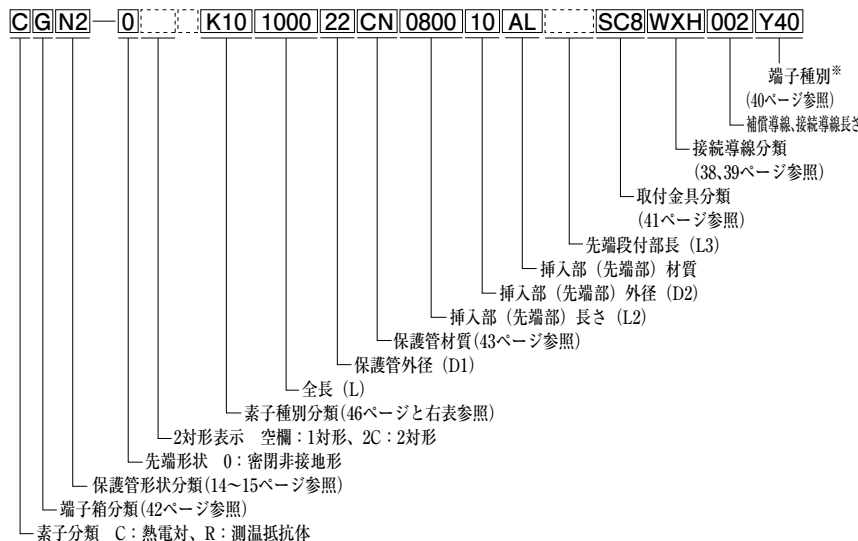 CGN2―0 K10 1000 22 CN 0800 10 AL SC8 WXH 002 Y40
端子種別※
(40ページ参照)
補償導線、接続導線長さ
接続導線分類
(38、39ページ参照)
取付金具分類
(41ページ参照)
先端段付部長 (L3)
挿入部 (先端部) 材質
挿入部 (先端部) 外径 (D2)
挿入部 (先端部) 長さ (L2)
保護管材質(43ページ参照)
保護管外径 (D1)
全長 (L)
素子種別分類(46ページと右表参照)
2対形表示 空欄：1対形、2C：2対形
先端形状 0：密閉非接地形
保護管形状分類(14～15ページ参照)
端子箱分類(42ページ参照)
素子分類 C：熱電対、R：測温抵抗体